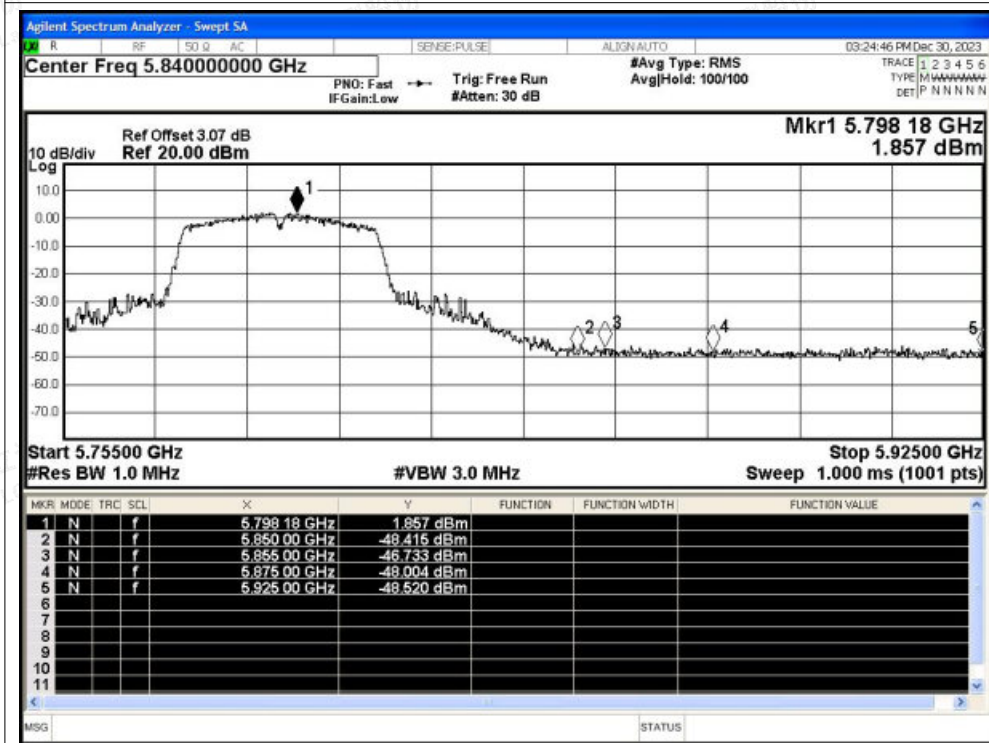 Agilent Spectrum Analyzer - Swept SA
R RF 50 Ω AC SENSE:PULSE ALIGN AUTO 03:24:46 PM Dec 30, 2023
Center Freq 5.840000000 GHz
PNO: Fast
IFGain:Low
Trig: Free Run
#Atten: 30 dB
#Avg Type: RMS
Avg|Hold: 100/100
TRACE 1 2 3 4 5 6
TYPE M
DET P N N N N N
Mkr1 5.798 18 GHz
1.857 dBm
Ref Offset 3.07 dB
10 dB/div Ref 20.00 dBm
Log
10.0
0.00
-10.0
-20.0
-30.0
-40.0
-50.0
-60.0
-70.0
1
2
3
4
5
Start 5.75500 GHz Stop 5.92500 GHz
#Res BW 1.0 MHz #VBW 3.0 MHz Sweep 1.000 ms (1001 pts)
MKR MODE TRC SCL X Y FUNCTION FUNCTION WIDTH FUNCTION VALUE
1 N f 5.798 18 GHz 1.857 dBm
2 N f 5.850 00 GHz -48.415 dBm
3 N f 5.855 00 GHz -46.733 dBm
4 N f 5.875 00 GHz -48.004 dBm
5 N f 5.925 00 GHz -48.520 dBm
6
7
8
9
10
11
MSG STATUS